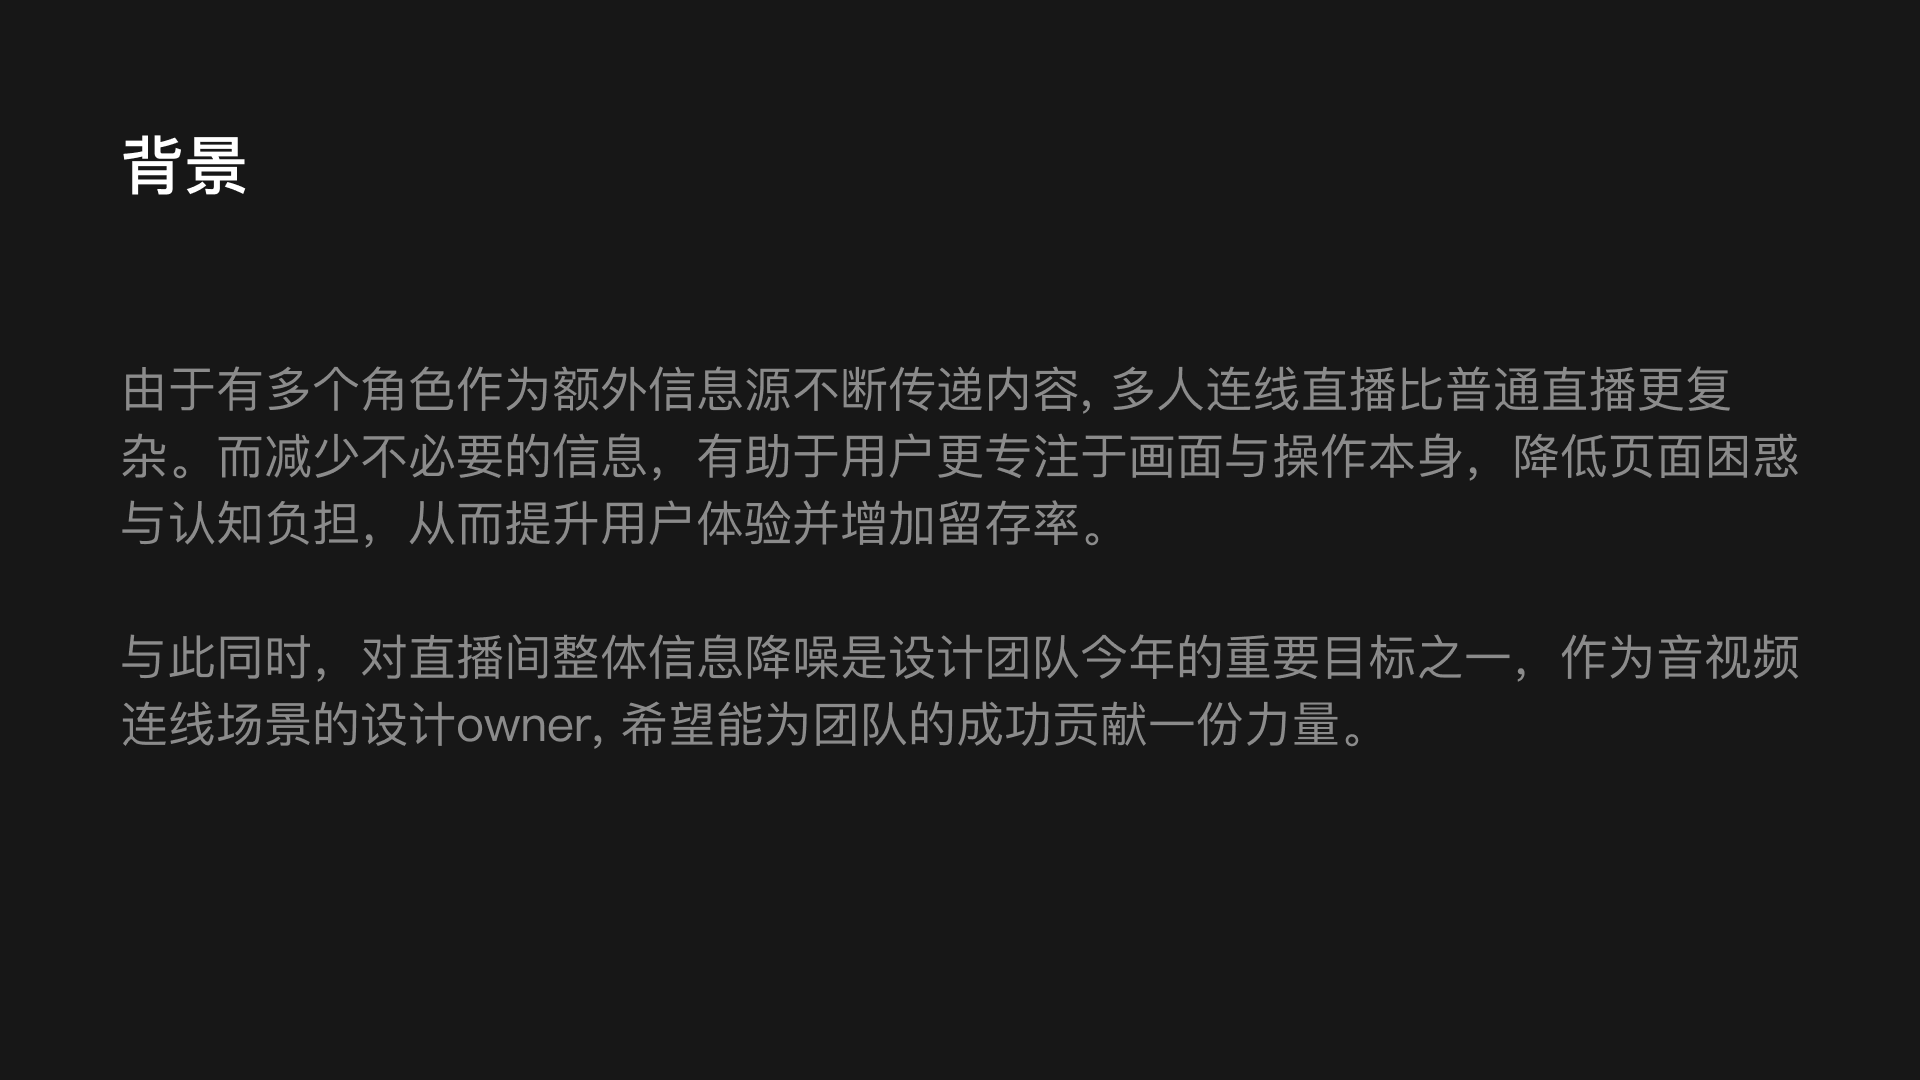 背景
由于有多个角色作为额外信息源不断传递内容, 多人连线直播比普通直播更复
杂。而减少不必要的信息，有助于用户更专注于画面与操作本身，降低页面困惑
与认知负担，从而提升用户体验并增加留存率。
与此同时，对直播间整体信息降噪是设计团队今年的重要目标之一，作为音视频
连线场景的设计owner, 希望能为团队的成功贡献一份力量。